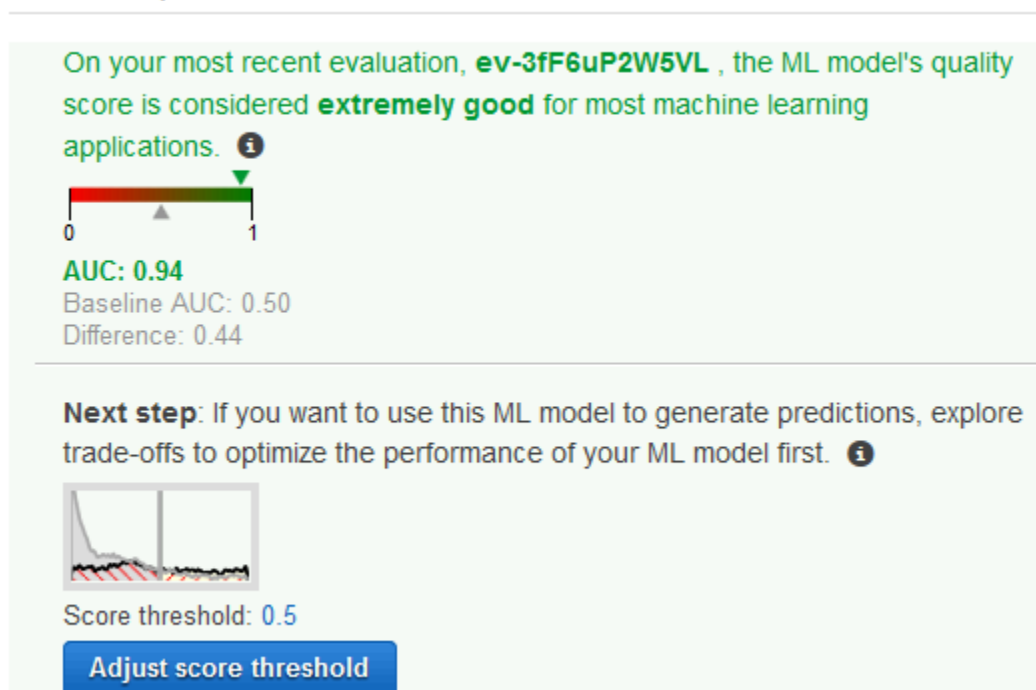 On your most recent evaluation, ev-3fF6uP2W5VL , the ML model's quality
score is considered extremely good for most machine learning
applications.
0 1
AUC: 0.94
Baseline AUC: 0.50
Difference: 0.44
Next step: If you want to use this ML model to generate predictions, explore
trade-offs to optimize the performance of your ML model first.
Score threshold: 0.5
Adjust score threshold